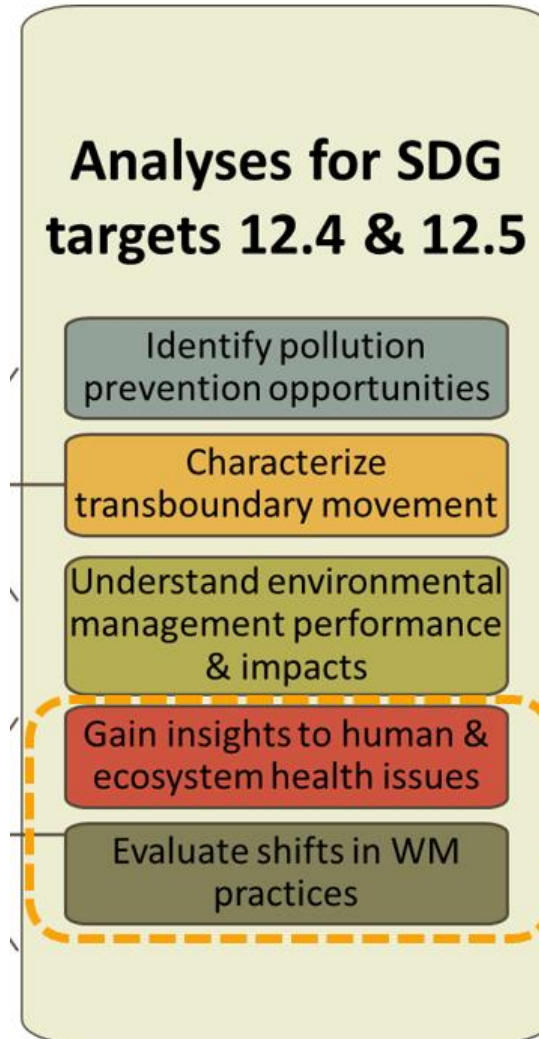 Analyses for SDG
targets 12.4 & 12.5
Identify pollution
prevention opportunities
Characterize
transboundary movement
Understand environmental
management performance
& impacts
Gain insights to human &
ecosystem health issues
Evaluate shifts in WM
practices